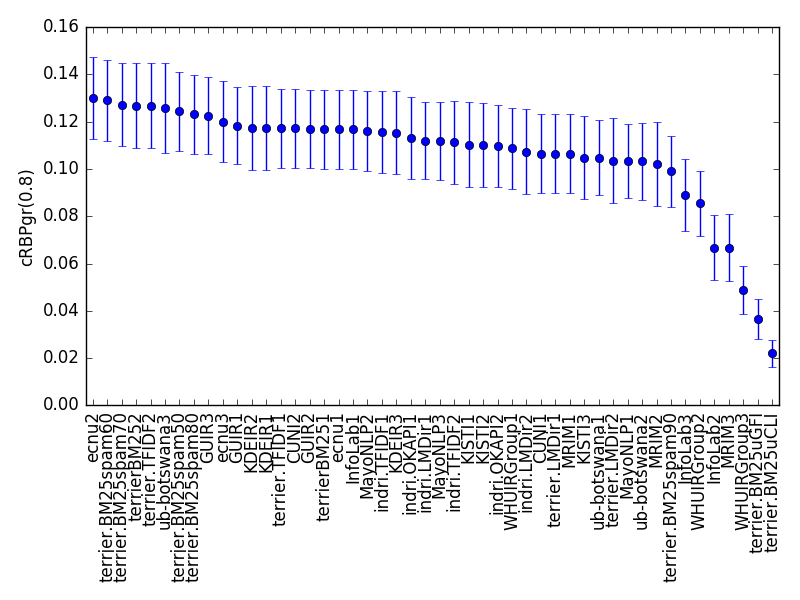 0.16
0.14
0.12
0.10
0.08
0.06
0.04
0.02
0.00
cRBPgr(0.8)
ecnu2
terrier.BM25spam60
terrier.BM25spam70
terrierBM252
terrier.TFIDF2
ub-botswana3
terrier.BM25spam50
terrier.BM25spam80
GUIR3
ecnu3
GUIR1
KDEIR2
KDEIR1
terrier.TFIDF1
CUNI2
GUIR2
terrierBM251
ecnu1
InfoLab1
MayoNLP2
indri.TFIDF1
KDEIR3
indri.OKAPI1
indri.LMDir1
MayoNLP3
indri.TFIDF2
KISTI1
KISTI2
indri.OKAPI2
WHUIRGroup1
indri.LMDir2
CUNI1
terrier.LMDir1
MRIM1
KISTI3
ub-botswana1
terrier.LMDir2
MayoNLP1
ub-botswana2
MRIM2
terrier.BM25spam90
InfoLab3
WHUIRGroup2
InfoLab2
MRIM3
WHUIRGroup3
terrier.BM25uGFI
terrier.BM25uCLI